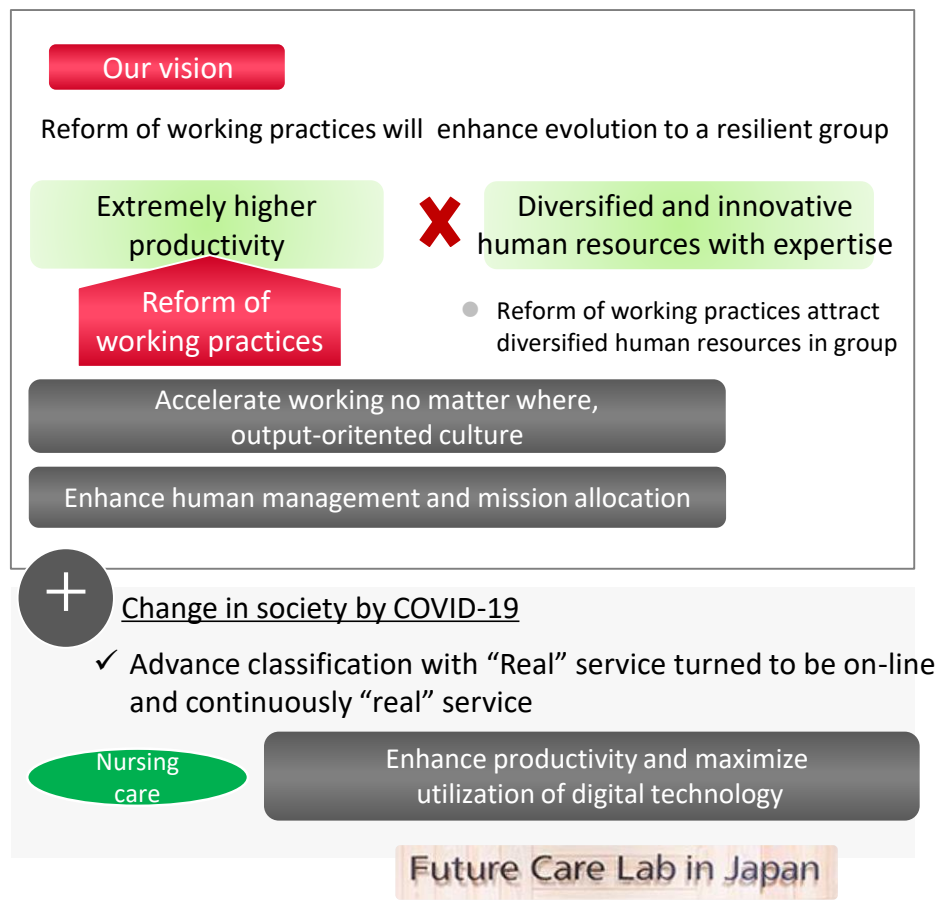 Our vision
Reform of working practices will enhance evolution to a resilient group
Extremely higher
productivity
Diversified and innovative
human resources with expertise
Reform of
working practices
Reform of working practices attract
diversified human resources in group
Accelerate working no matter where,
output-oritented culture
Enhance human management and mission allocation
Change in society by COVID-19
✓ Advance classification with “Real” service turned to be on-line
and continuously “real” service
Nursing
care
Enhance productivity and maximize
utilization of digital technology
Future Care Lab in Japan